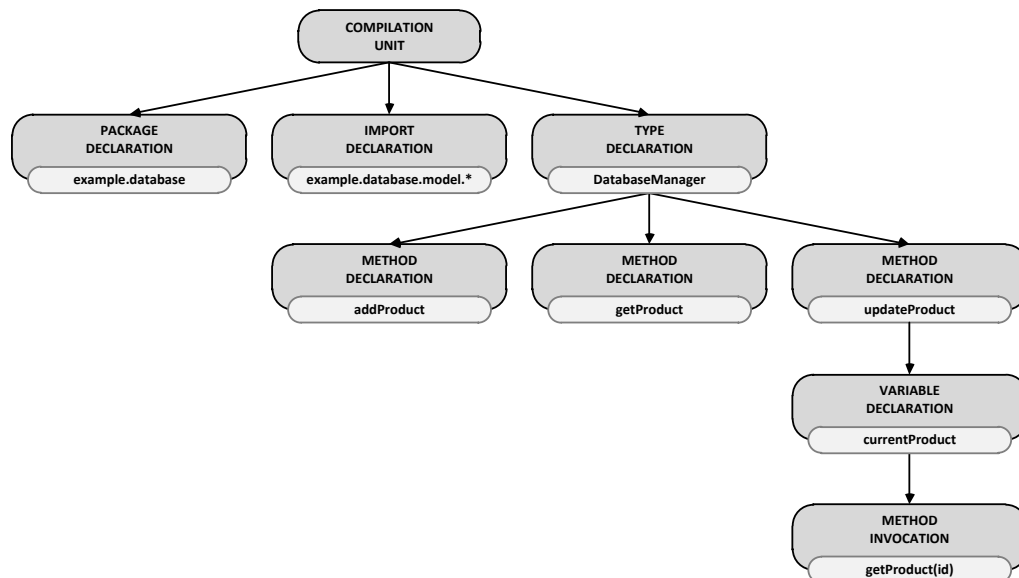 COMPILATION
UNIT
PACKAGE
DECLARATION
example.database
IMPORT
DECLARATION
example.database.model.*
TYPE
DECLARATION
DatabaseManager
METHOD
DECLARATION
addProduct
METHOD
DECLARATION
getProduct
METHOD
DECLARATION
updateProduct
VARIABLE
DECLARATION
currentProduct
METHOD
INVOCATION
getProduct(id)